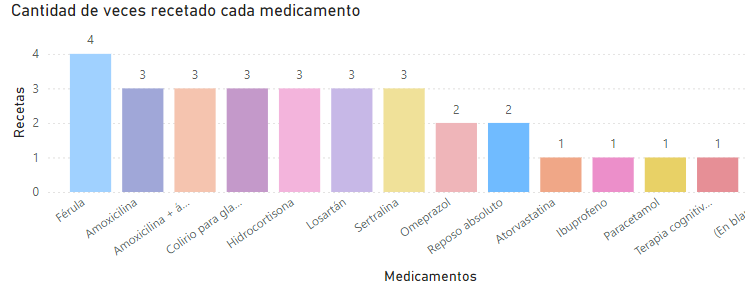 Cantidad de veces recetado cada medicamento
Recetas
4
3
2
1
0
4
3
3
3
3
3
3
2
2
1
1
1
1
Férula
Amoxicilina
Amoxicilina + á...
Colirio para gla...
Hidrocortisona
Losartán
Sertralina
Omeprazol
Reposo absoluto
Atorvastatina
Ibuprofeno
Paracetamol
Terapia cognitiv...
(En bla
Medicamentos